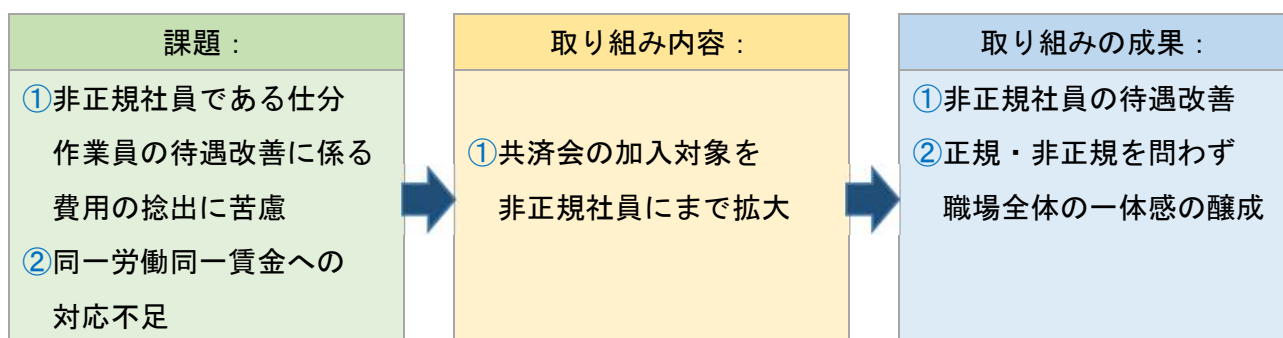 課題：
①非正規社員である仕分
作業員の待遇改善に係る
費用の捻出に苦慮
②同一労働同一賃金への
対応不足
取り組み内容：
①共済会の加入対象を
非正規社員にまで拡大
取り組みの成果：
①非正規社員の待遇改善
②正規・非正規を問わず
職場全体の一体感の醸成